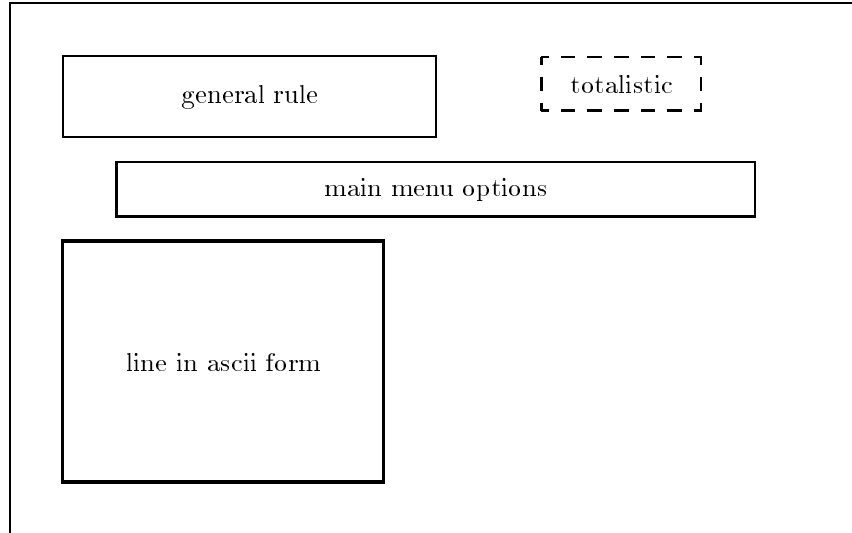 general rule
totalistic
main menu options
line in ascii form